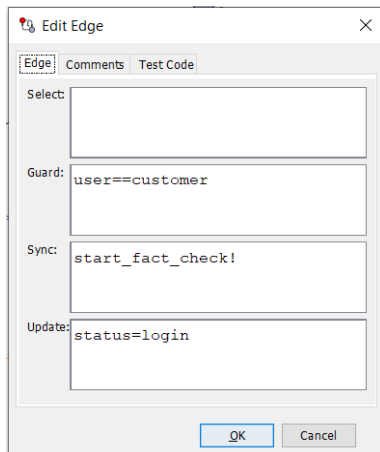 Edit Edge
Edge Comments Test Code
Select:
Guard: user==customer
Sync: start_fact_check!
Update: status=login
OK Cancel